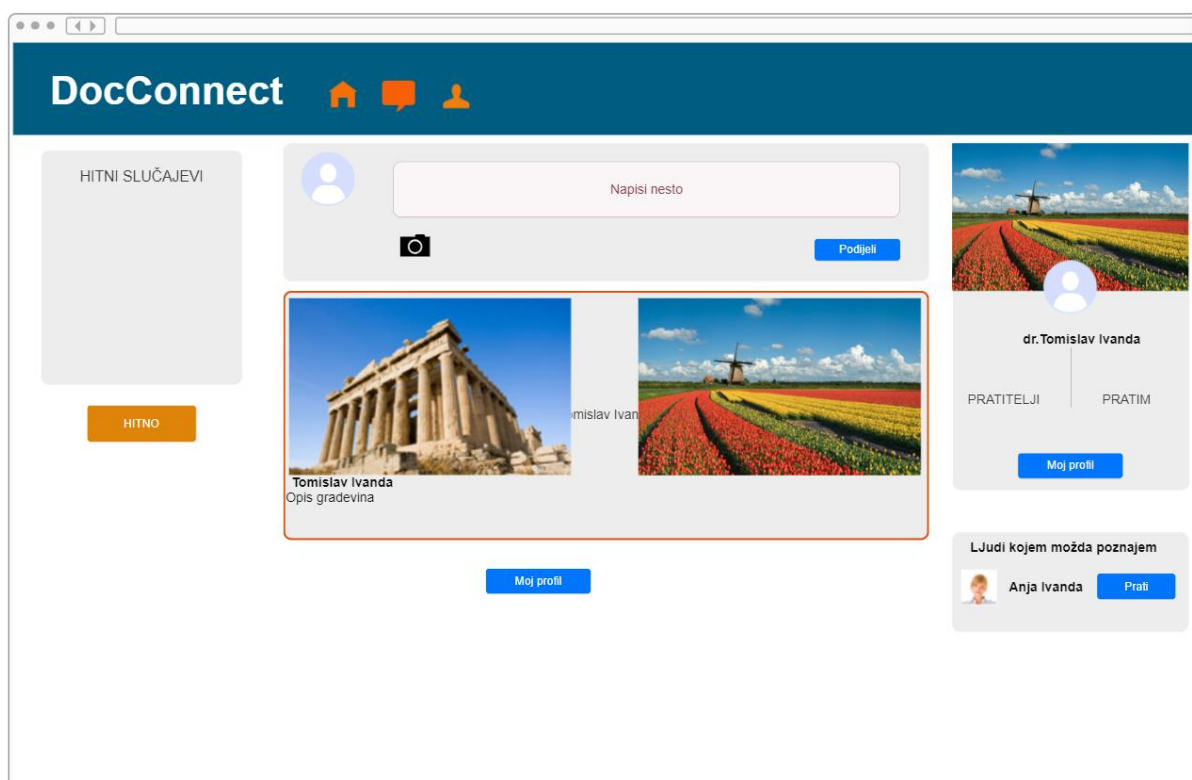 DocConnect
HITNI SLUČAJEVI
HITNO
Napisi nesto
Podijeli
mislav Ivan
Tomislav Ivanda
Opis gradevina
Moj profil
dr.Tomislav Ivanda
PRATITELJI PRATIM
Moj profil
LJudi kojem možda poznajem
Anja Ivanda Prati